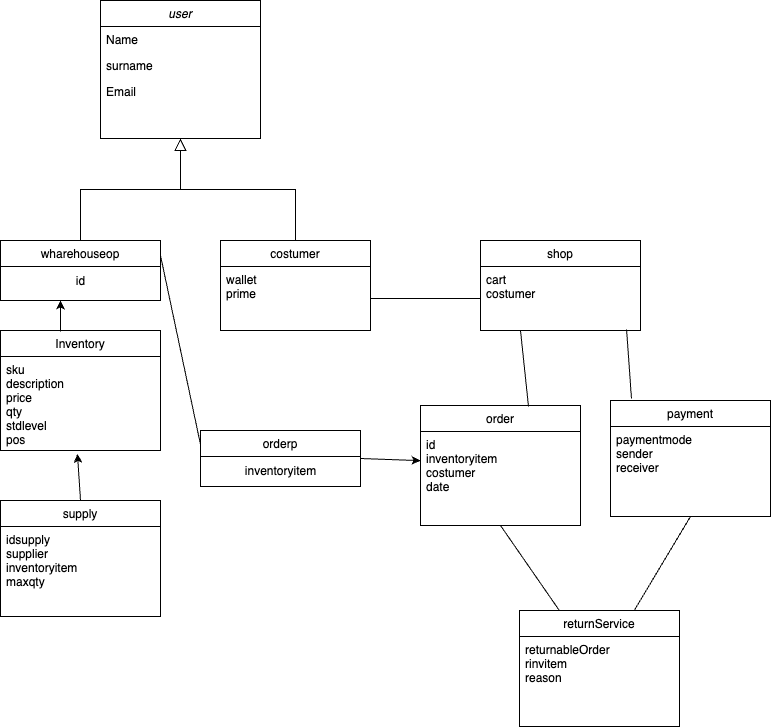 user
Name
surname
Email
wharehouseop
id
costumer
wallet
prime
shop
cart
costumer
Inventory
sku
description
price
qty
stdlevel
pos
orderp
inventoryitem
order
id
inventoryitem
costumer
date
payment
paymentmode
sender
receiver
supply
idsupply
supplier
inventoryitem
maxqty
returnService
returnableOrder
rinvitem
reason